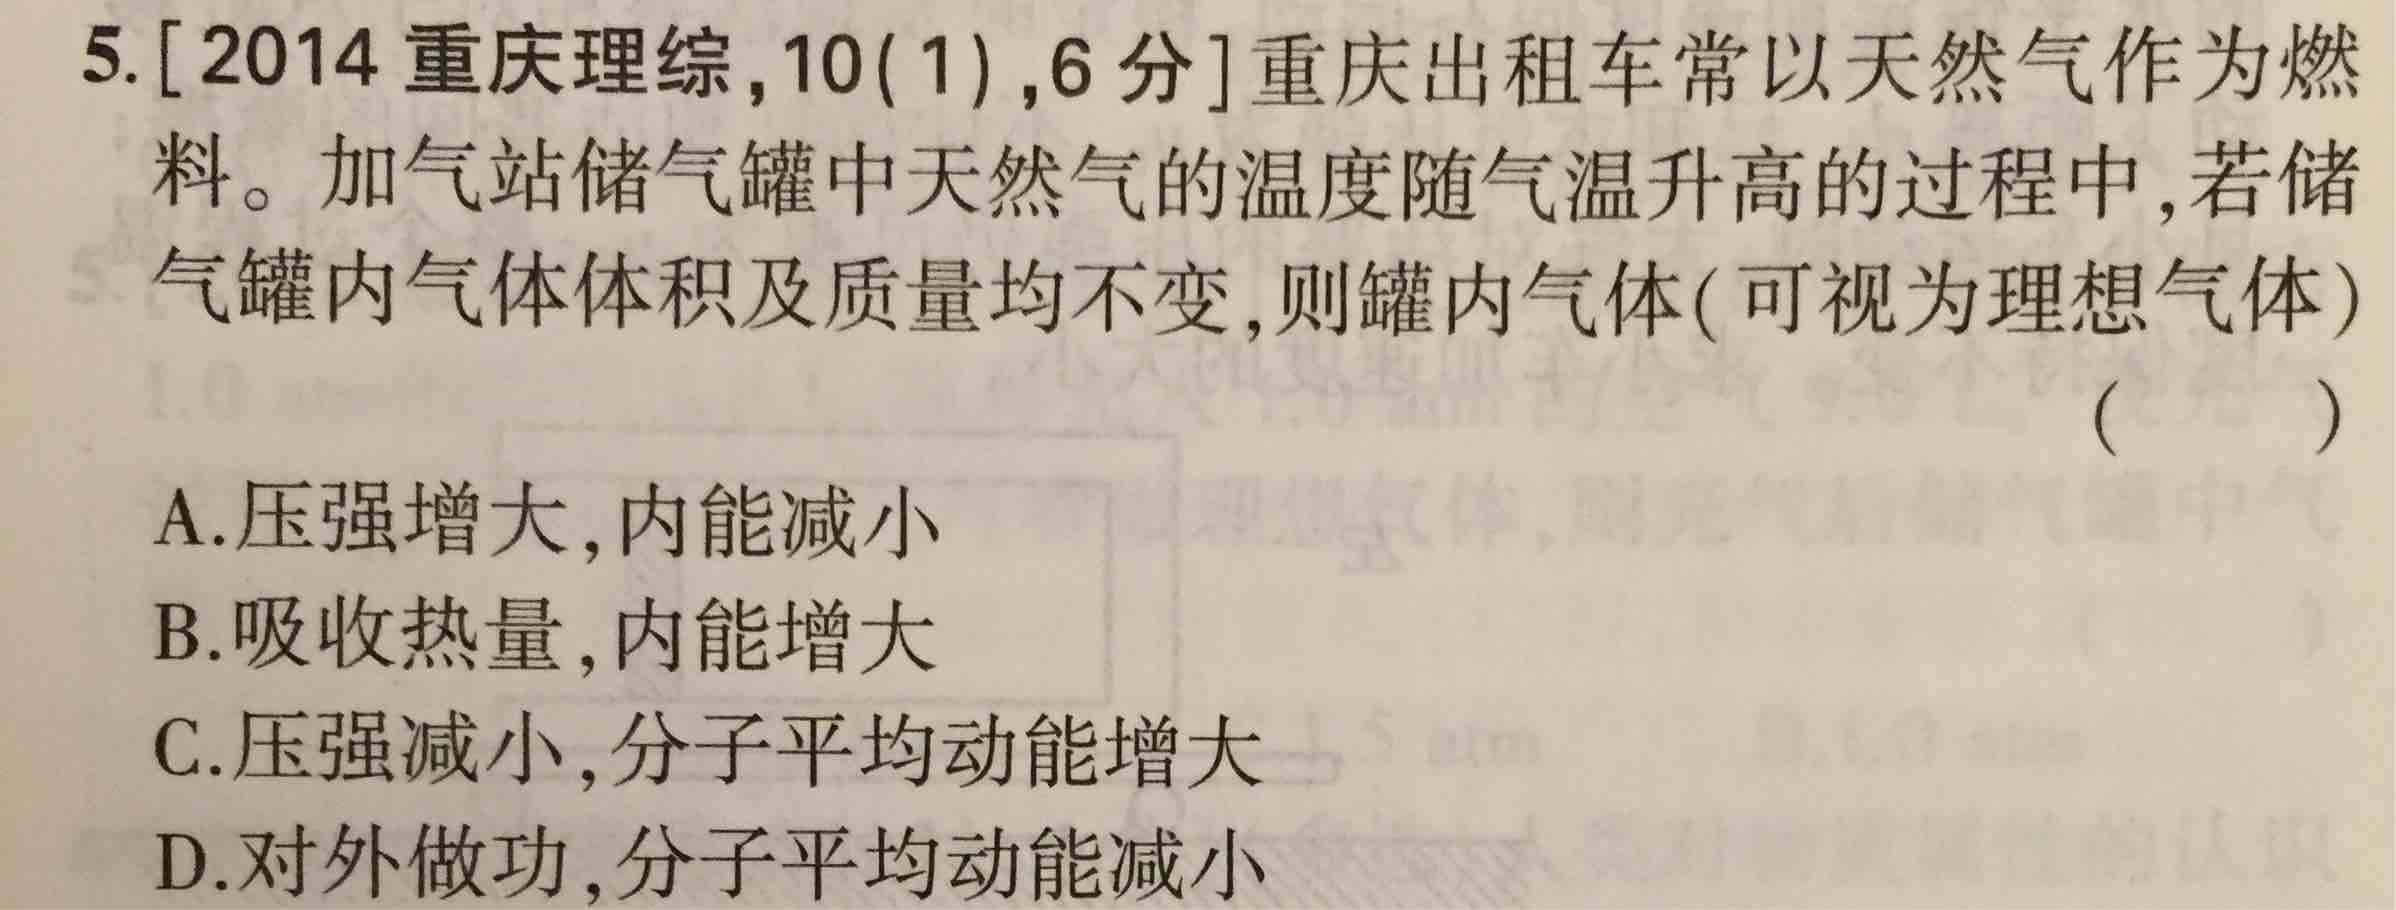 5.[2014重庆理综,10(1),6分]重庆出租车常以天然气作为燃
料。加气站储气罐中天然气的温度随气温升高的过程中,若储
气罐内气体体积及质量均不变,则罐内气体(可视为理想气体)
(    )
A.压强增大,内能减小
B.吸收热量,内能增大
C.压强减小,分子平均动能增大
D.对外做功,分子平均动能减小